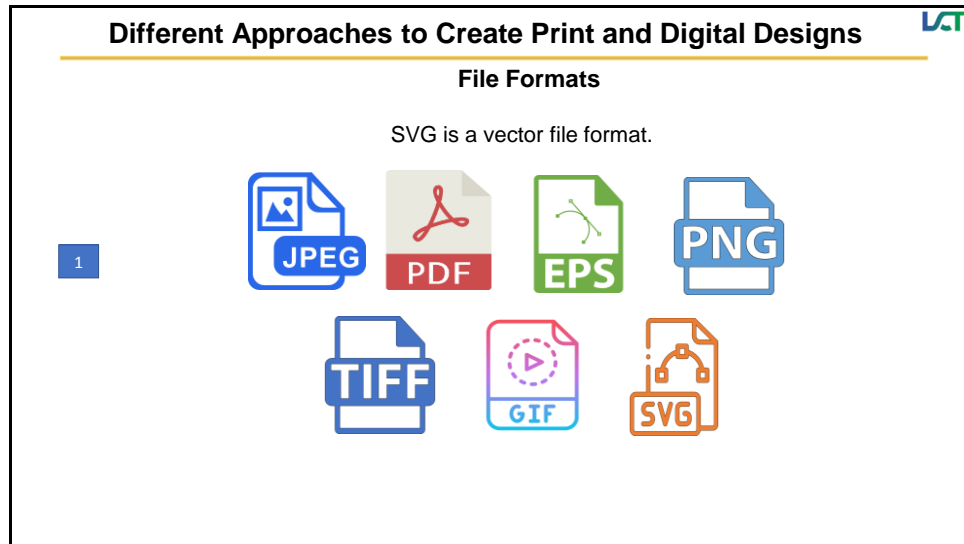 Different Approaches to Create Print and Digital Designs
File Formats
SVG is a vector file format.
JPEG
PDF
EPS
PNG
1
TIFF
GIF
SVG